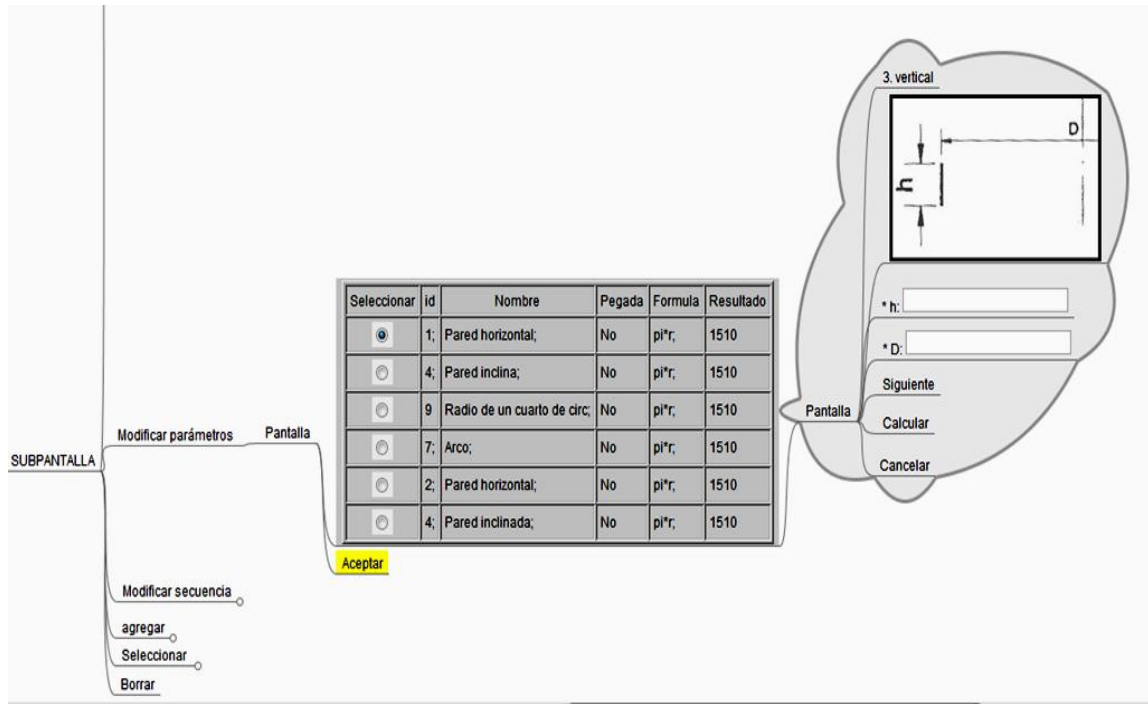 SUBPANTALLA
Modificar parámetros
Pantalla
Seleccionar id Nombre Pegada Formula Resultado
1; Pared horizontal; No pi*r; 1510
4; Pared inclina; No pi*r; 1510
9 Radio de un cuarto de circ; No pi*r; 1510
7; Arco; No pi*r; 1510
2; Pared horizontal; No pi*r; 1510
4; Pared inclinada; No pi*r; 1510
Aceptar
Pantalla
3. vertical
D
h
* h:
* D:
Siguiente
Calcular
Cancelar
Modificar secuencia
agregar
Seleccionar
Borrar